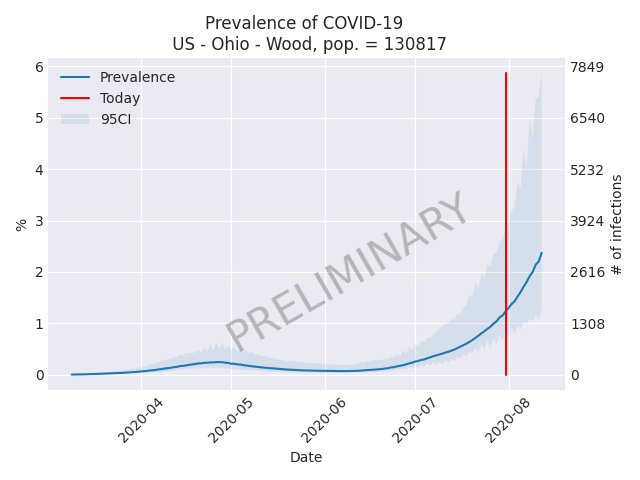 Prevalence of COVID-19
US - Ohio - Wood, pop. = 130817
Prevalence
Today
95CI
6
5
4
3
2
1
0
%
7849
6540
5232
3924
2616
1308
0
# of infections
PRELIMINARY
2020-04
2020-05
2020-06
2020-07
2020-08
Date